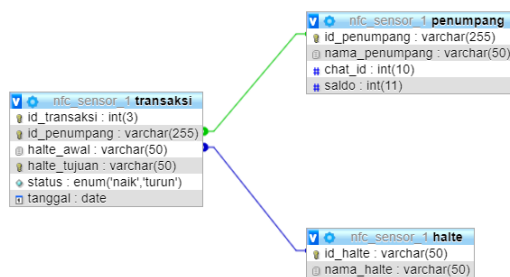 nfc_sensor_1 penumpang
id_penumpang : varchar(255)
nama_penumpang : varchar(50)
chat_id : int(10)
# saldo : int(11)
nfc_sensor_1 transaksi
id_transaksi : int(3)
id_penumpang : varchar(255)
halte_awal : varchar(50)
halte_tujuan : varchar(50)
status : enum('naik','turun')
tanggal : date
nfc_sensor_1 halte
id_halte : varchar(50)
nama_halte : varchar(50)